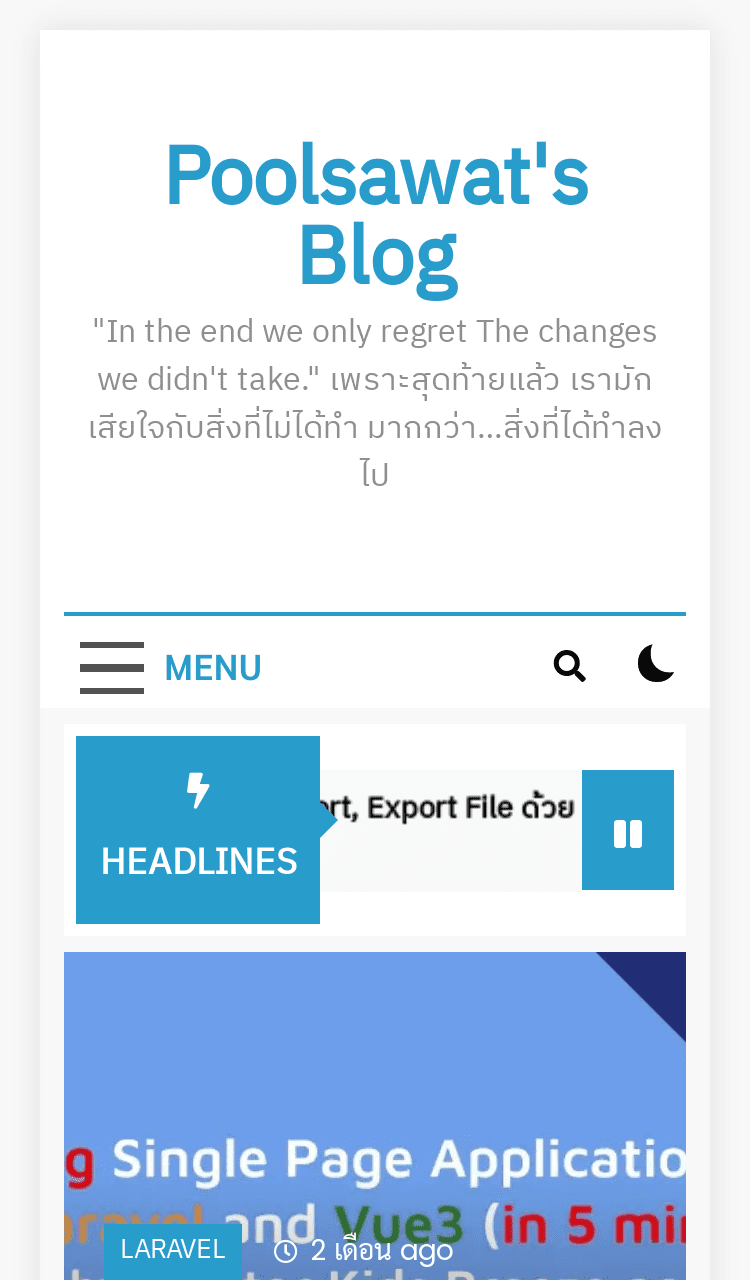 Poolsawat's
Blog
"In the end we only regret The changes
we didn't take." เพราะสุดท้ายแล้ว เรามัก
เสียใจกับสิ่งที่ไม่ได้ทำ มากกว่า...สิ่งที่ได้ทำลง
ไป
MENU
HEADLINES
Export File ด้วย
Single Page Applicatio
and Vue3 (in 5 min
LARAVEL
2 เดือน ago